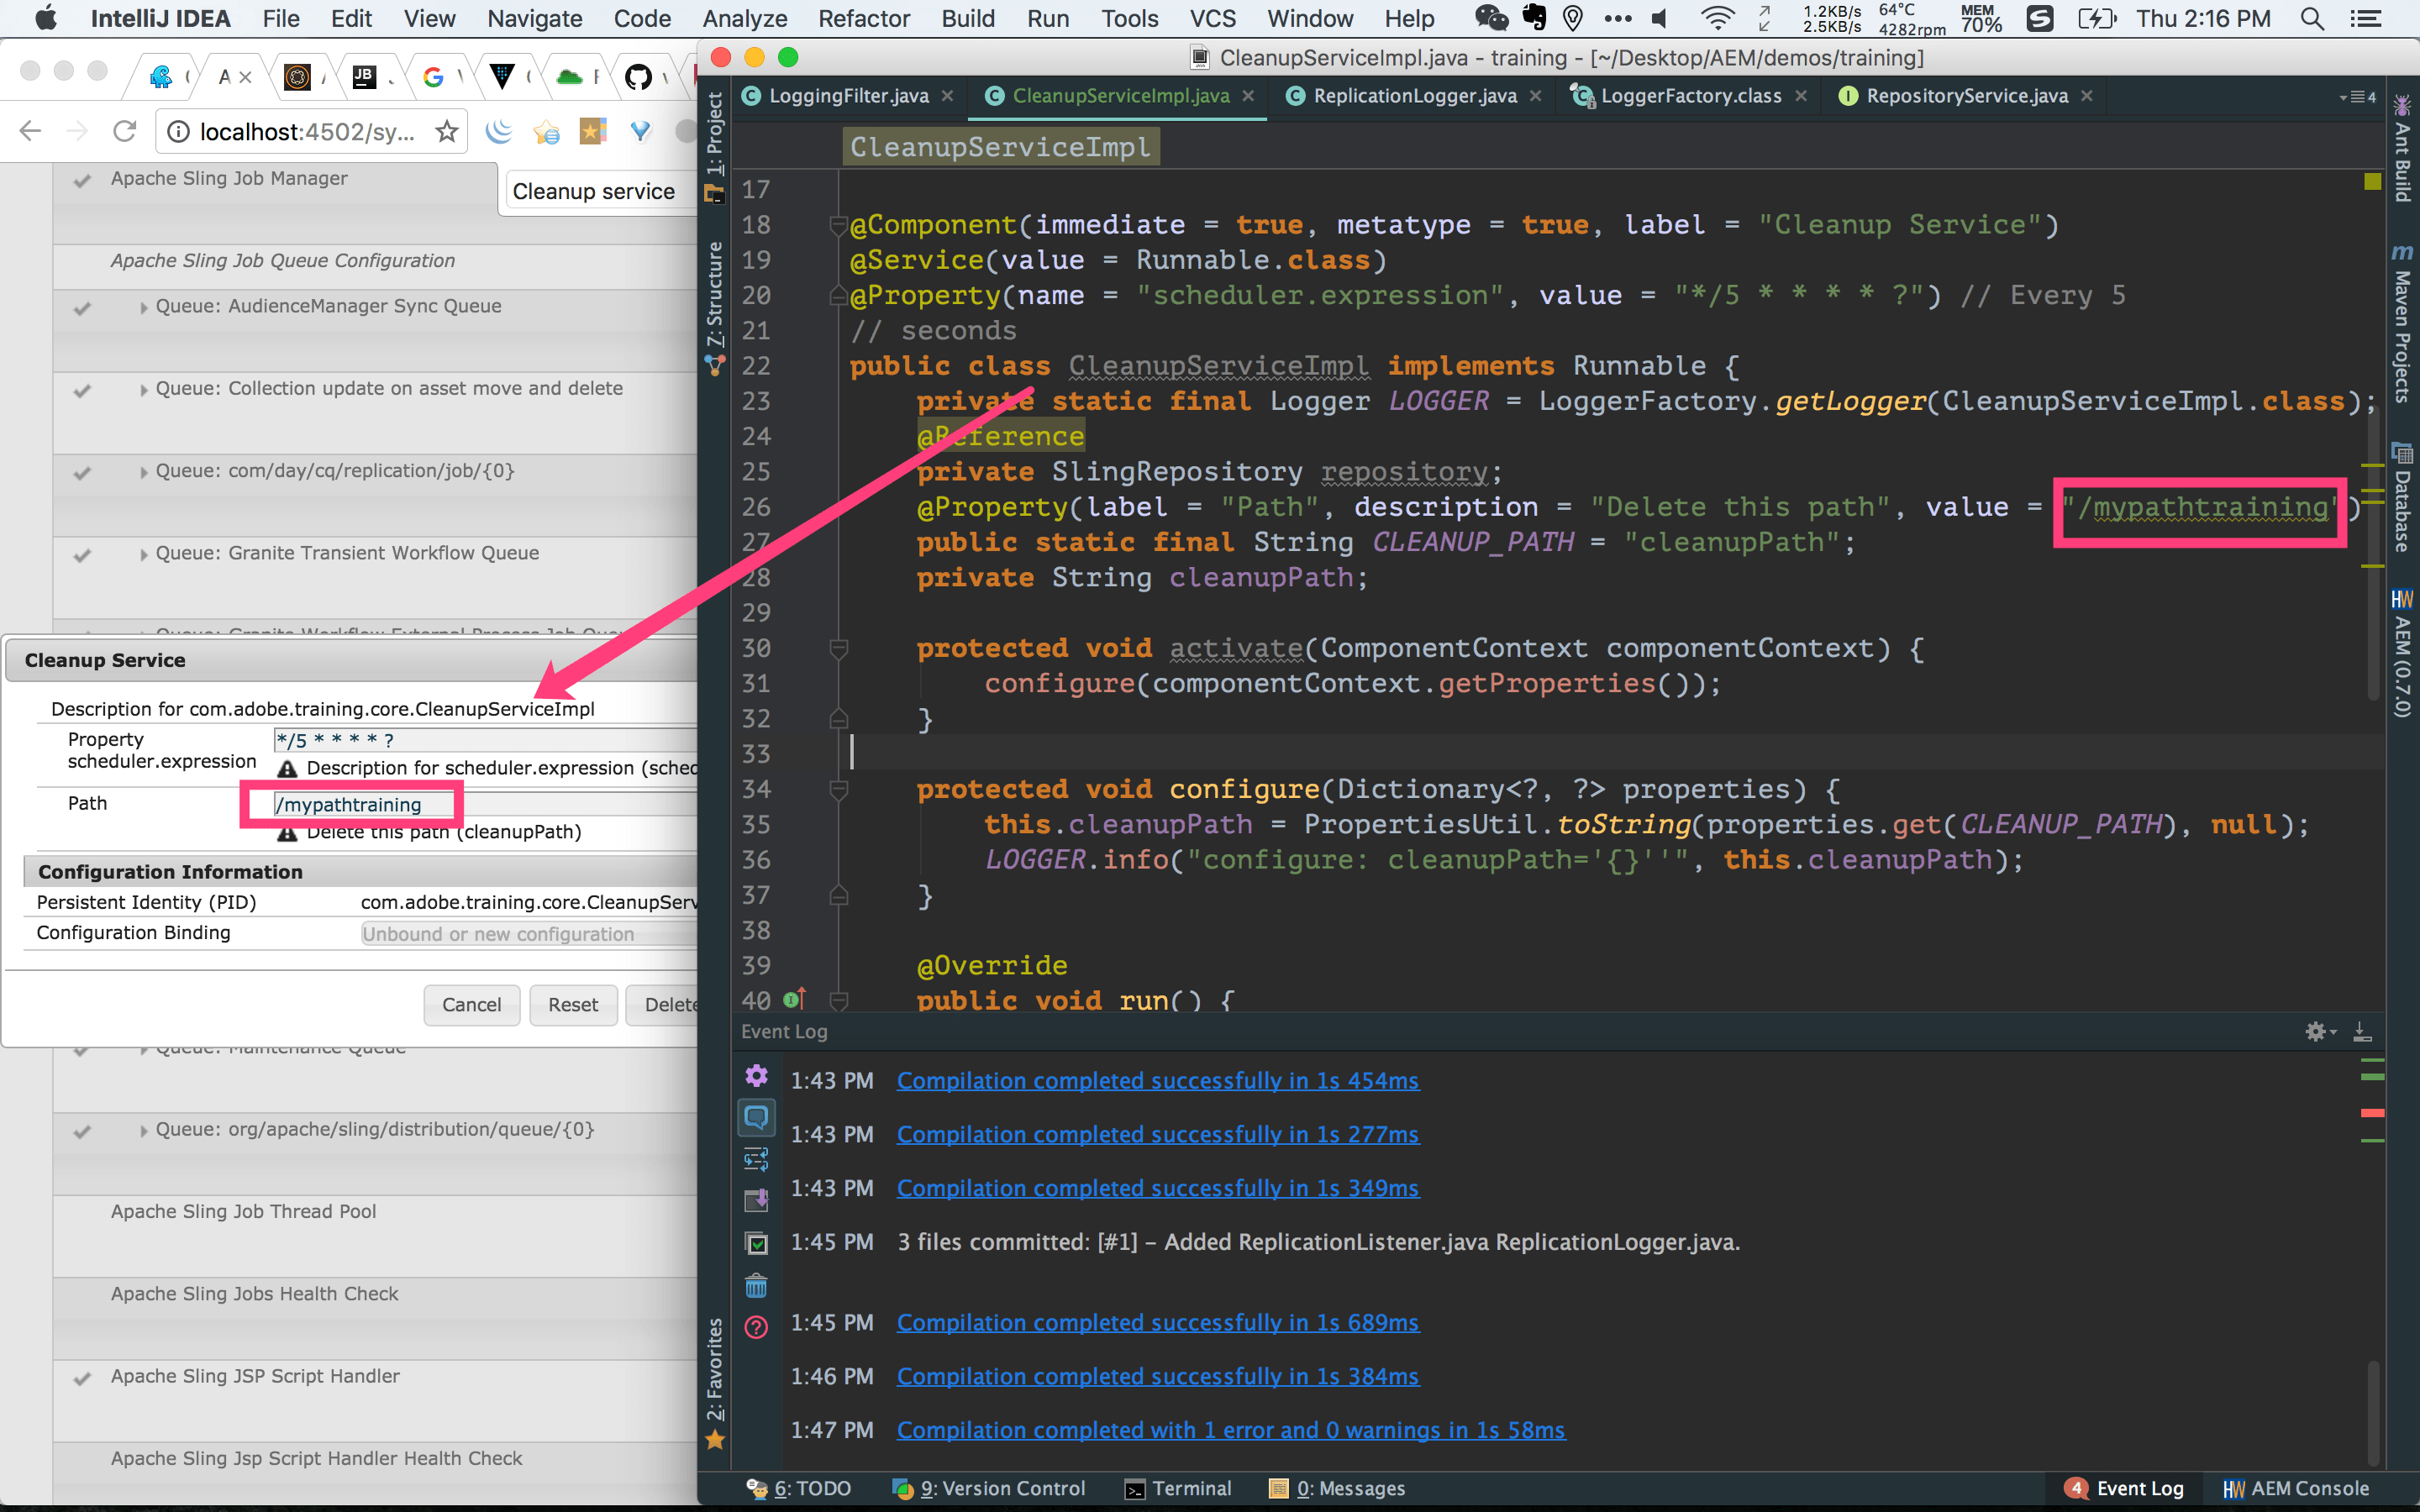 IntelliJ IDEA File Edit View Navigate Code Analyze Refactor Build Run Tools VCS Window Help 1.2KB/s 2.5KB/s 64°C 4282rpm MEM 70% Thu 2:16 PM
CleanupServiceImpl.java - training - [~/Desktop/AEM/demos/training]
localhost:4502/sy...
Apache Sling Job Manager
Cleanup service
Apache Sling Job Queue Configuration
Queue: AudienceManager Sync Queue
Queue: Collection update on asset move and delete
Queue: com/day/cq/replication/job/{0}
Queue: Granite Transient Workflow Queue
Queue: Granite Workflow External Process Job Que
Cleanup Service
Description for com.adobe.training.core.CleanupServiceImpl
Property scheduler.expression
*/5 * * * * ?
Description for scheduler.expression (sched
Path
/mypathtraining
Delete this path (cleanupPath)
Configuration Information
Persistent Identity (PID) com.adobe.training.core.CleanupServ
Configuration Binding Unbound or new configuration
Cancel Reset Delete
Queue: Maintenance Queue
Queue: org/apache/sling/distribution/queue/{0}
Apache Sling Job Thread Pool
Apache Sling Jobs Health Check
Apache Sling JSP Script Handler
Apache Sling Jsp Script Handler Health Check
1: Project
7: Structure
2: Favorites
LoggingFilter.java CleanupServiceImpl.java ReplicationLogger.java LoggerFactory.class RepositoryService.java 4
CleanupServiceImpl
17
18 @Component(immediate = true, metatype = true, label = "Cleanup Service")
19 @Service(value = Runnable.class)
20 @Property(name = "scheduler.expression", value = "*/5 * * * * ?") // Every 5
21 // seconds
22 public class CleanupServiceImpl implements Runnable {
23 private static final Logger LOGGER = LoggerFactory.getLogger(CleanupServiceImpl.class);
24 @Reference
25 private SlingRepository repository;
26 @Property(label = "Path", description = "Delete this path", value = "/mypathtraining")
27 public static final String CLEANUP_PATH = "cleanupPath";
28 private String cleanupPath;
29
30 protected void activate(ComponentContext componentContext) {
31 configure(componentContext.getProperties());
32 }
33
34 protected void configure(Dictionary<?, ?> properties) {
35 this.cleanupPath = PropertiesUtil.toString(properties.get(CLEANUP_PATH), null);
36 LOGGER.info("configure: cleanupPath='{}''", this.cleanupPath);
37 }
38
39 @Override
40 public void run() {
Event Log
1:43 PM Compilation completed successfully in 1s 454ms
1:43 PM Compilation completed successfully in 1s 277ms
1:43 PM Compilation completed successfully in 1s 349ms
1:45 PM 3 files committed: [#1] – Added ReplicationListener.java ReplicationLogger.java.
1:45 PM Compilation completed successfully in 1s 689ms
1:46 PM Compilation completed successfully in 1s 384ms
1:47 PM Compilation completed with 1 error and 0 warnings in 1s 58ms
6: TODO 9: Version Control Terminal 0: Messages 4 Event Log AEM Console
Ant Build
Maven Projects
Database
AEM (0.7.0)